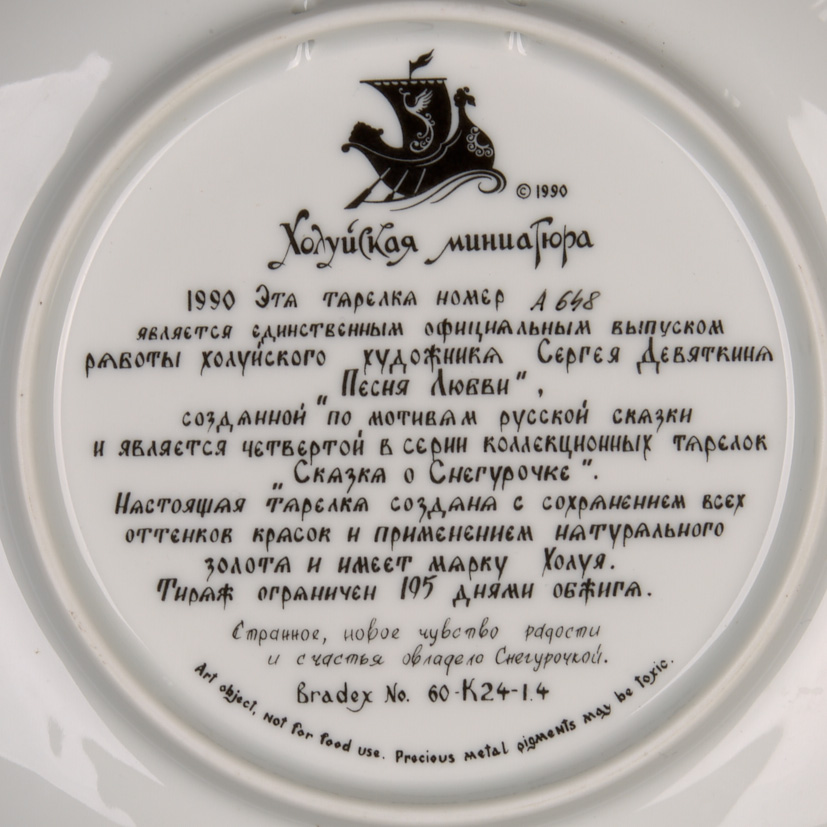 © 1990
Холуйская миниатюра
1990 Эта тарелка номер A 648
является единственным официальным выпуском
работы холуйского художника Сергея Девяткина
„Песня Любви",
созданной по мотивам русской сказки
и является четвертой в серии коллекционных тарелок
„Сказка о Снегурочке".
Настоящая тарелка создана с сохранением всех
оттенков красок и применением натурального
золота и имеет марку Холуя.
Тираж ограничен 195 днями обжига.
Странное, новое чувство радости
и счастья овладело Снегурочкой.
Bradex No. 60-K24-1.4
Art object, not for food use. Precious metal pigments may be toxic.